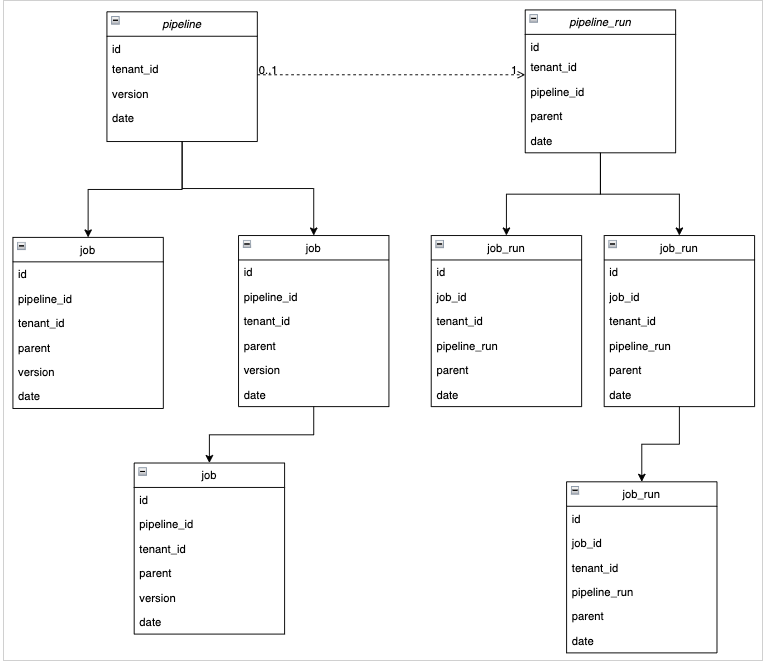 pipeline
id
tenant_id
version
date
0..1
1
pipeline_run
id
tenant_id
pipeline_id
parent
date
job
id
pipeline_id
tenant_id
parent
version
date
job
id
pipeline_id
tenant_id
parent
version
date
job_run
id
job_id
tenant_id
pipeline_run
parent
date
job_run
id
job_id
tenant_id
pipeline_run
parent
date
job
id
pipeline_id
tenant_id
parent
version
date
job_run
id
job_id
tenant_id
pipeline_run
parent
date